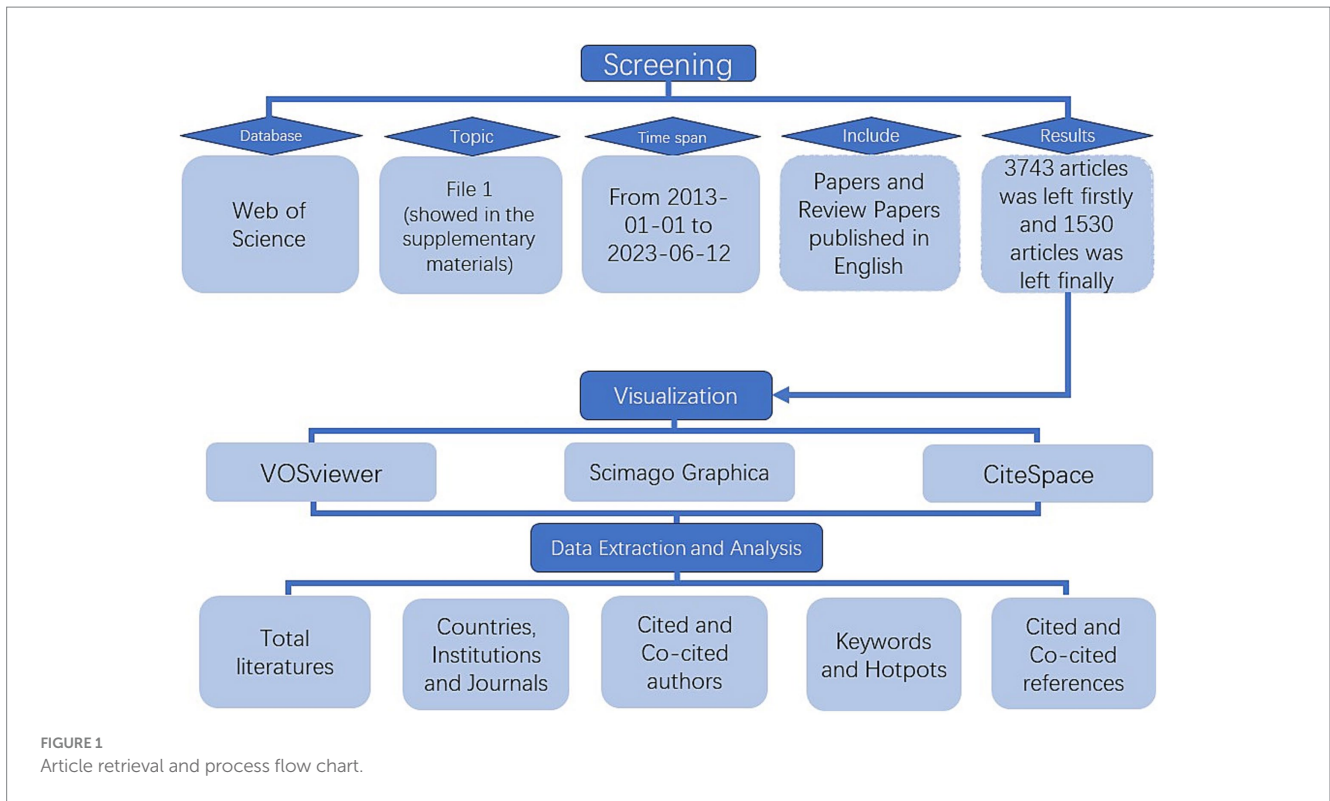 Screening
Database
Topic
Time span
Include
Results
Web of
Science
File 1
(showed in the
supplementary
materials)
From 2013-
01-01 to
2023-06-12
Papers and
Review Papers
published in
English
3743 articles
was left firstly
and 1530
articles was
left finally
Visualization
VOSviewer
Scimago Graphica
CiteSpace
Data Extraction and Analysis
Total
literatures
Countries,
Institutions
and Journals
Cited and
Co-cited
authors
Keywords
and Hotpots
Cited and
Co-cited
references
FIGURE 1
Article retrieval and process flow chart.